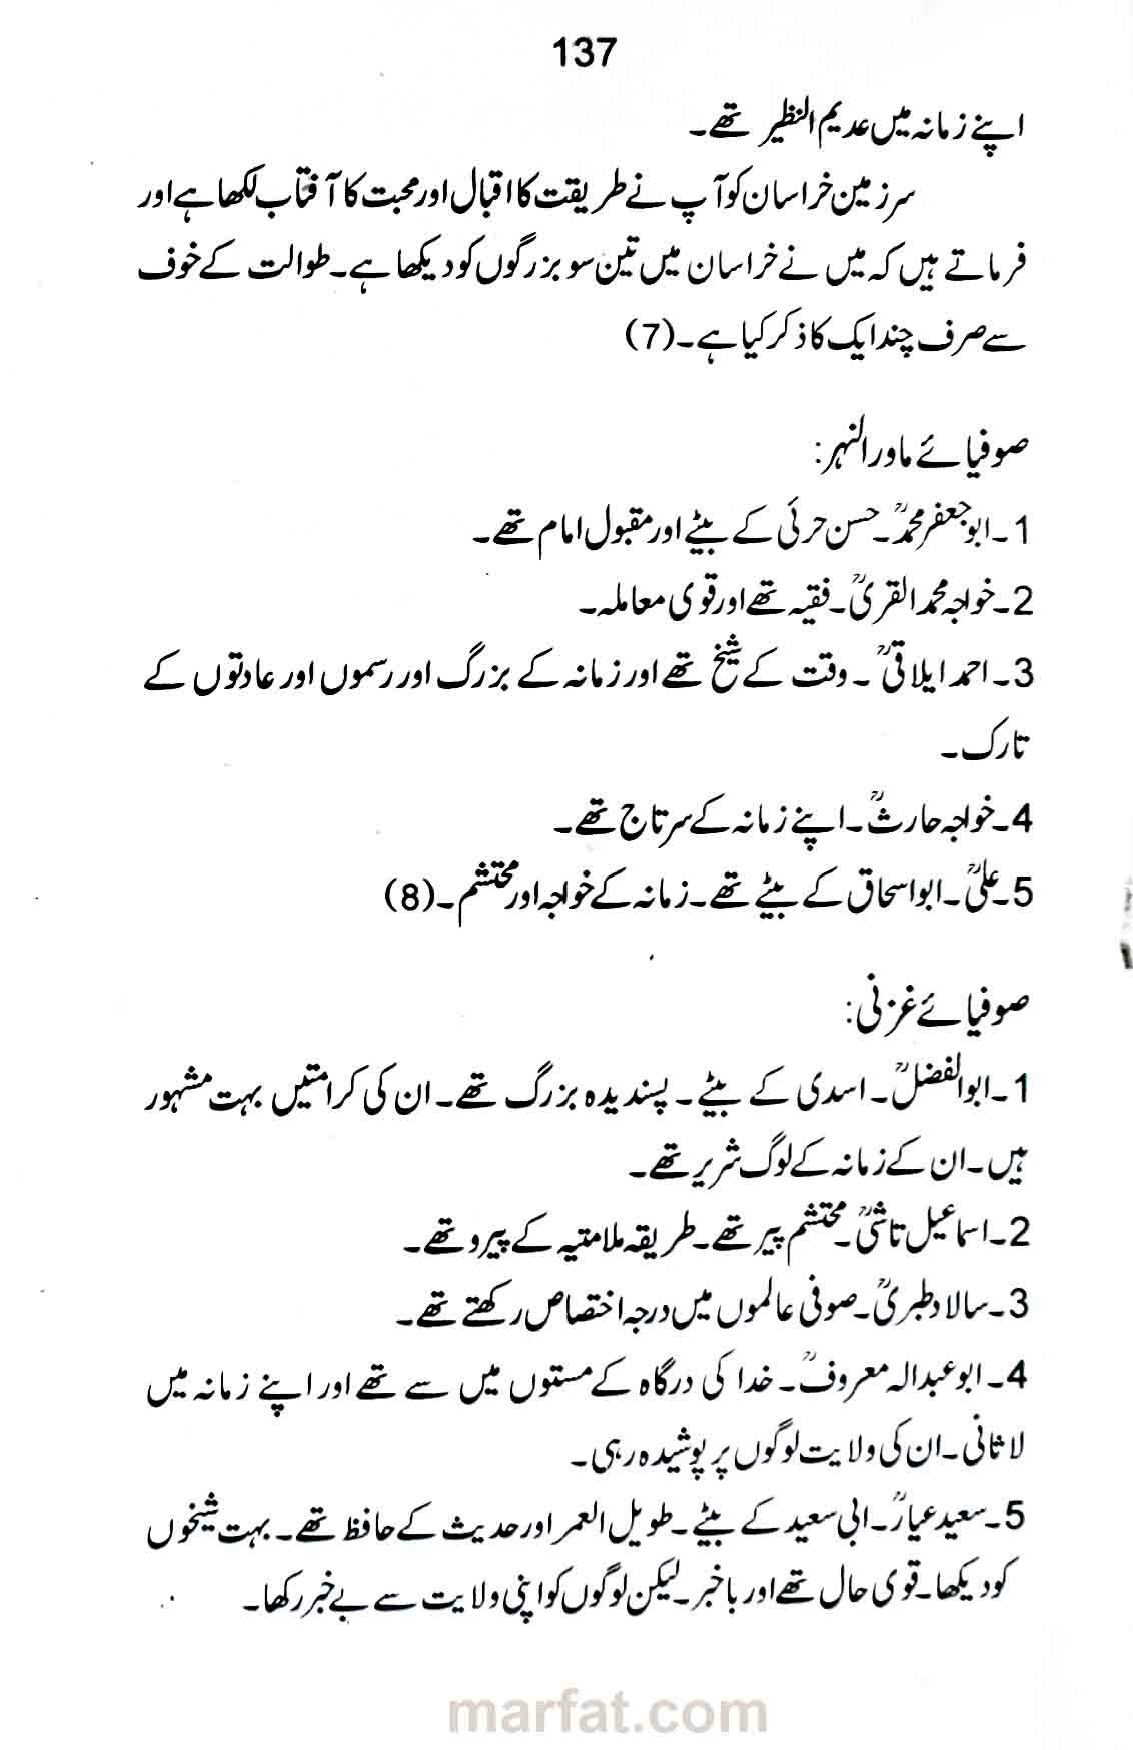 137
اپنے زمانہ میں عدیم النظیر تھے۔
سرزمین خراسان کو آپ نے طریقت کا اقبال اور محبت کا آفتاب لکھا ہے اور
فرماتے ہیں کہ میں نے خراسان میں تین سو بزرگوں کو دیکھا ہے۔ طوالت کے خوف
سے صرف چند ایک کا ذکر کیا ہے۔ (7)
صوفیائے ماورالنہر:
1۔ ابو جعفر محمدؒ۔ حسن حرئی کے بیٹے اور مقبول امام تھے۔
2۔ خواجہ محمد القریؒ۔ فقیہ تھے اور قوی معاملہ۔
3۔ احمد ایلاقیؒ۔ وقت کے شیخ تھے اور زمانہ کے بزرگ اور رسموں اور عادتوں کے
تارک۔
4۔ خواجہ حارثؒ۔ اپنے زمانہ کے سرتاج تھے۔
5۔ علیؒ۔ ابو اسحاق کے بیٹے تھے۔ زمانہ کے خواجہ اور محتشم۔ (8)
صوفیائے غزنی:
1۔ ابوالفضلؒ۔ اسدی کے بیٹے۔ پسندیدہ بزرگ تھے۔ ان کی کرامتیں بہت مشہور
ہیں۔ ان کے زمانہ کے لوگ شریر تھے۔
2۔ اسماعیل تاشیؒ۔ محتشم پیر تھے۔ طریقہ ملامتیہ کے پیرو تھے۔
3۔ سالاد طبریؒ۔ صوفی عالموں میں درجہ اختصاص رکھتے تھے۔
4۔ ابو عبدالہ معروفؒ۔ خدا کی درگاہ کے مستوں میں سے تھے اور اپنے زمانہ میں
لاثانی۔ ان کی ولایت لوگوں پر پوشیدہ رہی۔
5۔ سعید عیارؒ۔ ابی سعید کے بیٹے۔ طویل العمر اور حدیث کے حافظ تھے۔ بہت شیخوں
کو دیکھا۔ قوی حال تھے اور باخبر۔ لیکن لوگوں کو اپنی ولایت سے بے خبر رکھا۔
marfat.com